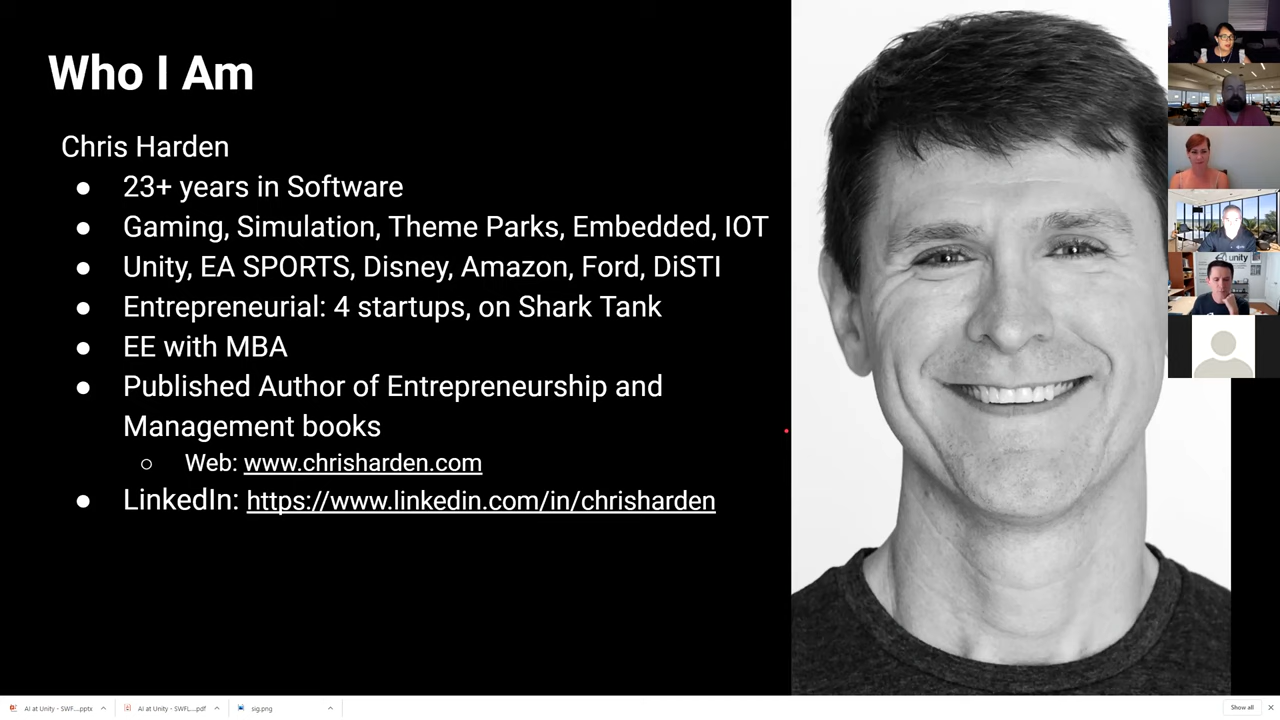 Who I Am
Chris Harden
● 23+ years in Software
● Gaming, Simulation, Theme Parks, Embedded, IOT
● Unity, EA SPORTS, Disney, Amazon, Ford, DiSTI
● Entrepreneurial: 4 startups, on Shark Tank
● EE with MBA
● Published Author of Entrepreneurship and
Management books
○ Web: www.chrisharden.com
● LinkedIn: https://www.linkedin.com/in/chrisharden
unity
AI at Unity - SWF....pptx
AI at Unity - SWFL....pdf
sig.png
Show all